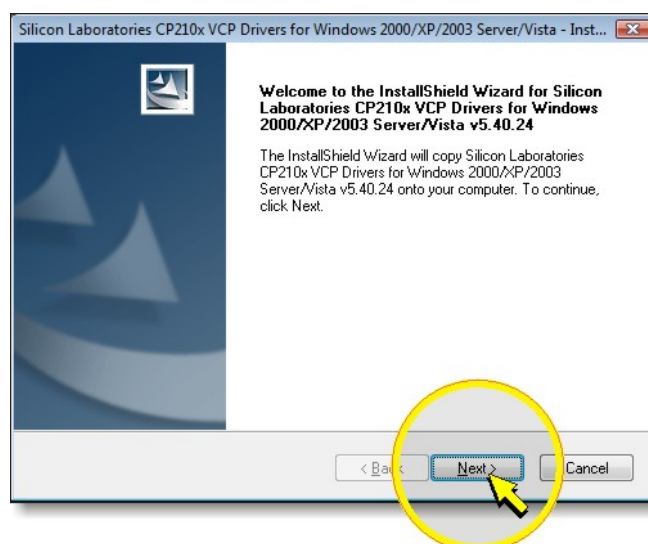 Silicon Laboratories CP210x VCP Drivers for Windows 2000/XP/2003 Server/Vista - Inst...
Welcome to the InstallShield Wizard for Silicon
Laboratories CP210x VCP Drivers for Windows
2000/XP/2003 Server/Vista v5.40.24
The InstallShield Wizard will copy Silicon Laboratories
CP210x VCP Drivers for Windows 2000/XP/2003
Server/Vista v5.40.24 onto your computer. To continue,
click Next.
< Back Next > Cancel